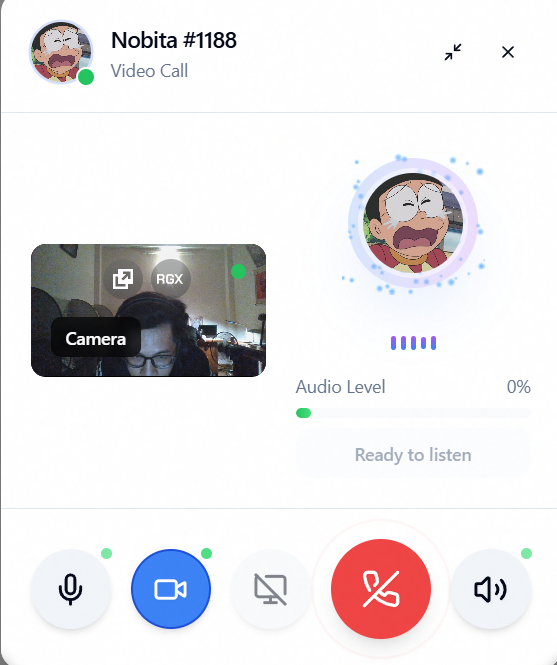 Nobita #1188
Video Call
RGX
Camera
Audio Level 0%
Ready to listen